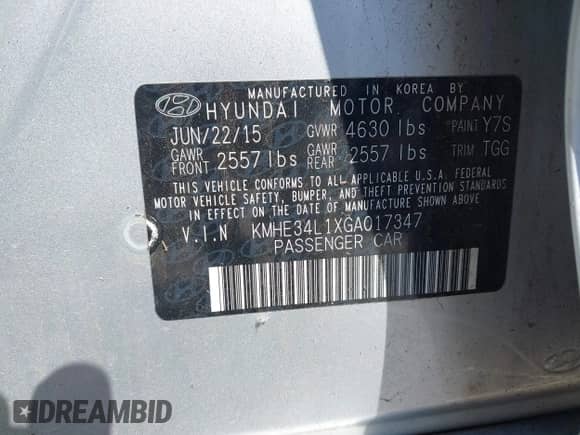 MANUFACTURED IN KOREA BY
HYUNDAI MOTOR COMPANY
JUN/22/15 GVWR 4630 lbs PAINT Y7S
GAWR FRONT 2557 lbs GAWR REAR 2557 lbs TRIM TGG
THIS VEHICLE CONFORMS TO ALL APPLICABLE U.S.A. FEDERAL
MOTOR VEHICLE SAFETY, BUMPER, AND THEFT PREVENTION STANDARDS
IN EFFECT ON THE DATE OF MANUFACTURE SHOWN ABOVE.
V.I.N KMHE34L1XGA017347
PASSENGER CAR
DREAMBID